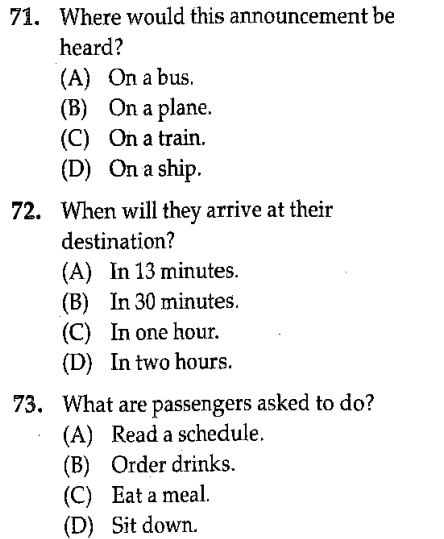 71. Where would this announcement be
heard?
(A) On a bus.
(B) On a plane.
(C) On a train.
(D) On a ship.
72. When will they arrive at their
destination?
(A) In 13 minutes.
(B) In 30 minutes.
(C) In one hour.
(D) In two hours.
73. What are passengers asked to do?
(A) Read a schedule.
(B) Order drinks.
(C) Eat a meal.
(D) Sit down.